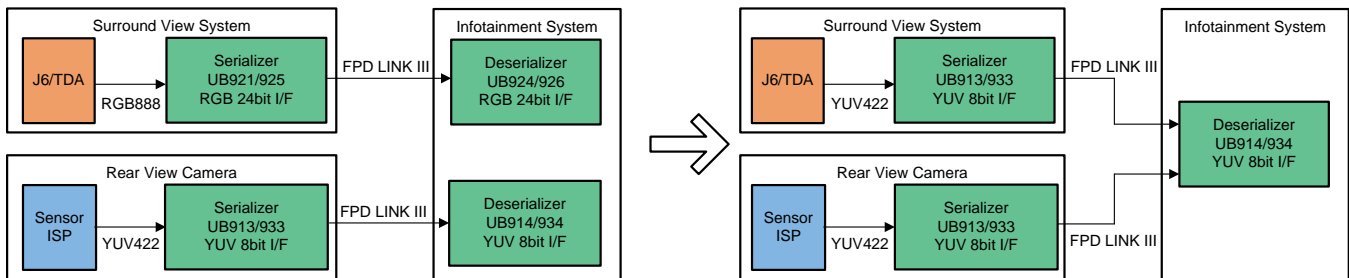 Surround View System
J6/TDA
RGB888
Serializer
UB921/925
RGB 24bit I/F
FPD LINK III
Infotainment System
Deserializer
UB924/926
RGB 24bit I/F
Rear View Camera
Sensor
ISP
YUV422
Serializer
UB913/933
YUV 8bit I/F
FPD LINK III
Deserializer
UB914/934
YUV 8bit I/F
Surround View System
J6/TDA
YUV422
Serializer
UB913/933
YUV 8bit I/F
FPD LINK III
Infotainment System
Deserializer
UB914/934
YUV 8bit I/F
Rear View Camera
Sensor
ISP
YUV422
Serializer
UB913/933
YUV 8bit I/F
FPD LINK III